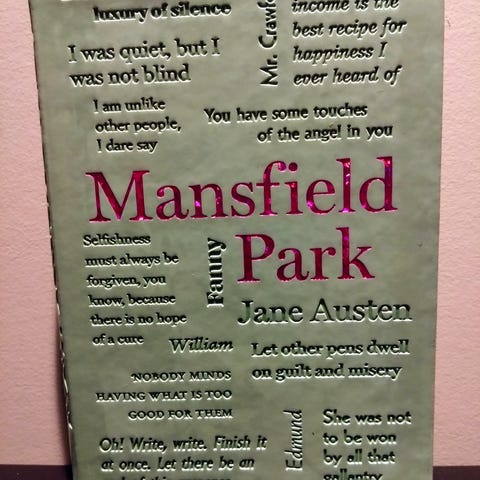 luxury of silence
Mr. Crawf
income is the
best recipe for
happiness I
ever heard of
I was quiet, but I
was not blind
I am unlike
other people,
I dare say
You have some touches
of the angel in you
Mansfield
Park
Selfishness
must always be
forgiven, you
know, because
there is no hope
of a cure
Fanny
Jane Austen
William
Let other pens dwell
on guilt and misery
NOBODY MINDS
HAVING WHAT IS TOO
GOOD FOR THEM
Edmund
She was not
to be won
by all that
gallantry
Oh! Write, write. Finish it
at once. Let there be an